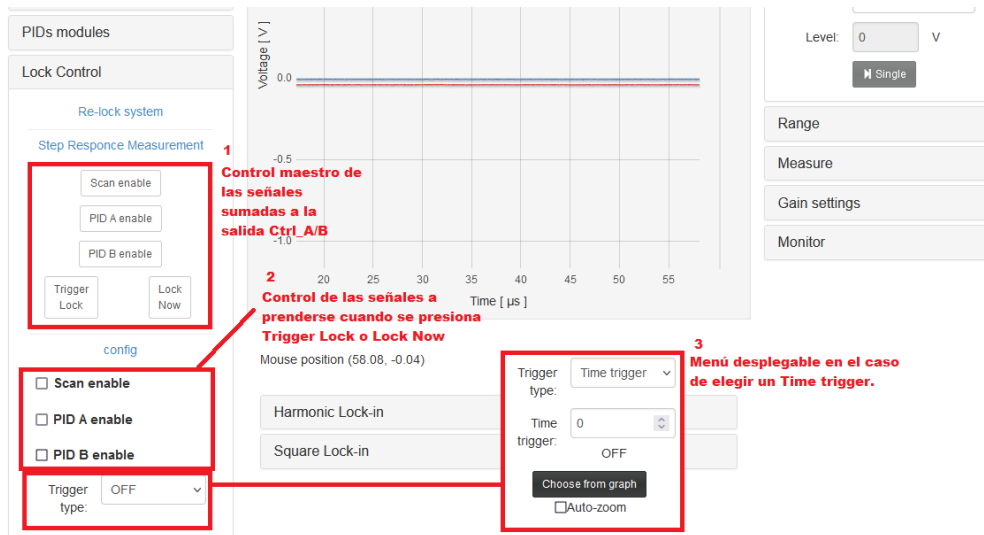 PIDs modules
Lock Control
Re-lock system
Step Responce Measurement
Scan enable
PID A enable
PID B enable
Trigger
Lock
Lock
Now
config
Scan enable
PID A enable
PID B enable
Trigger
type:
OFF
1
Control maestro de
las señales
sumadas a la
salida Ctrl_A/B
2
Control de las señales a
prenderse cuando se presiona
Trigger Lock o Lock Now
Voltage [ V ]
0.0
-0.5
-1.0
20 25 30 35 40 45 50 55
Time [ µs ]
Mouse position (58.08, -0.04)
Harmonic Lock-in
Square Lock-in
Trigger
type:
Time trigger
Time
trigger:
0
OFF
Choose from graph
Auto-zoom
3
Menú desplegable en el caso
de elegir un Time trigger.
Level: 0 V
Single
Range
Measure
Gain settings
Monitor